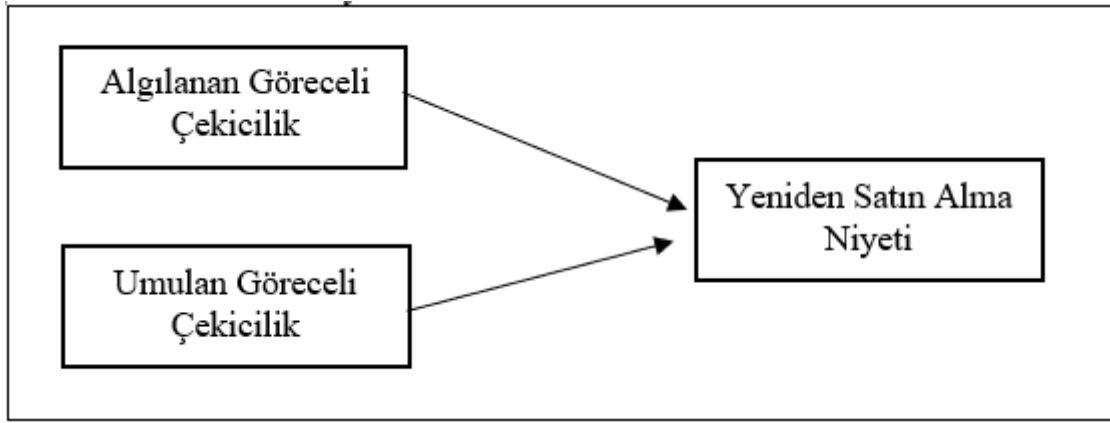 Algılanan Göreceli
Çekicilik
Yeniden Satın Alma
Niyeti
Umulan Göreceli
Çekicilik